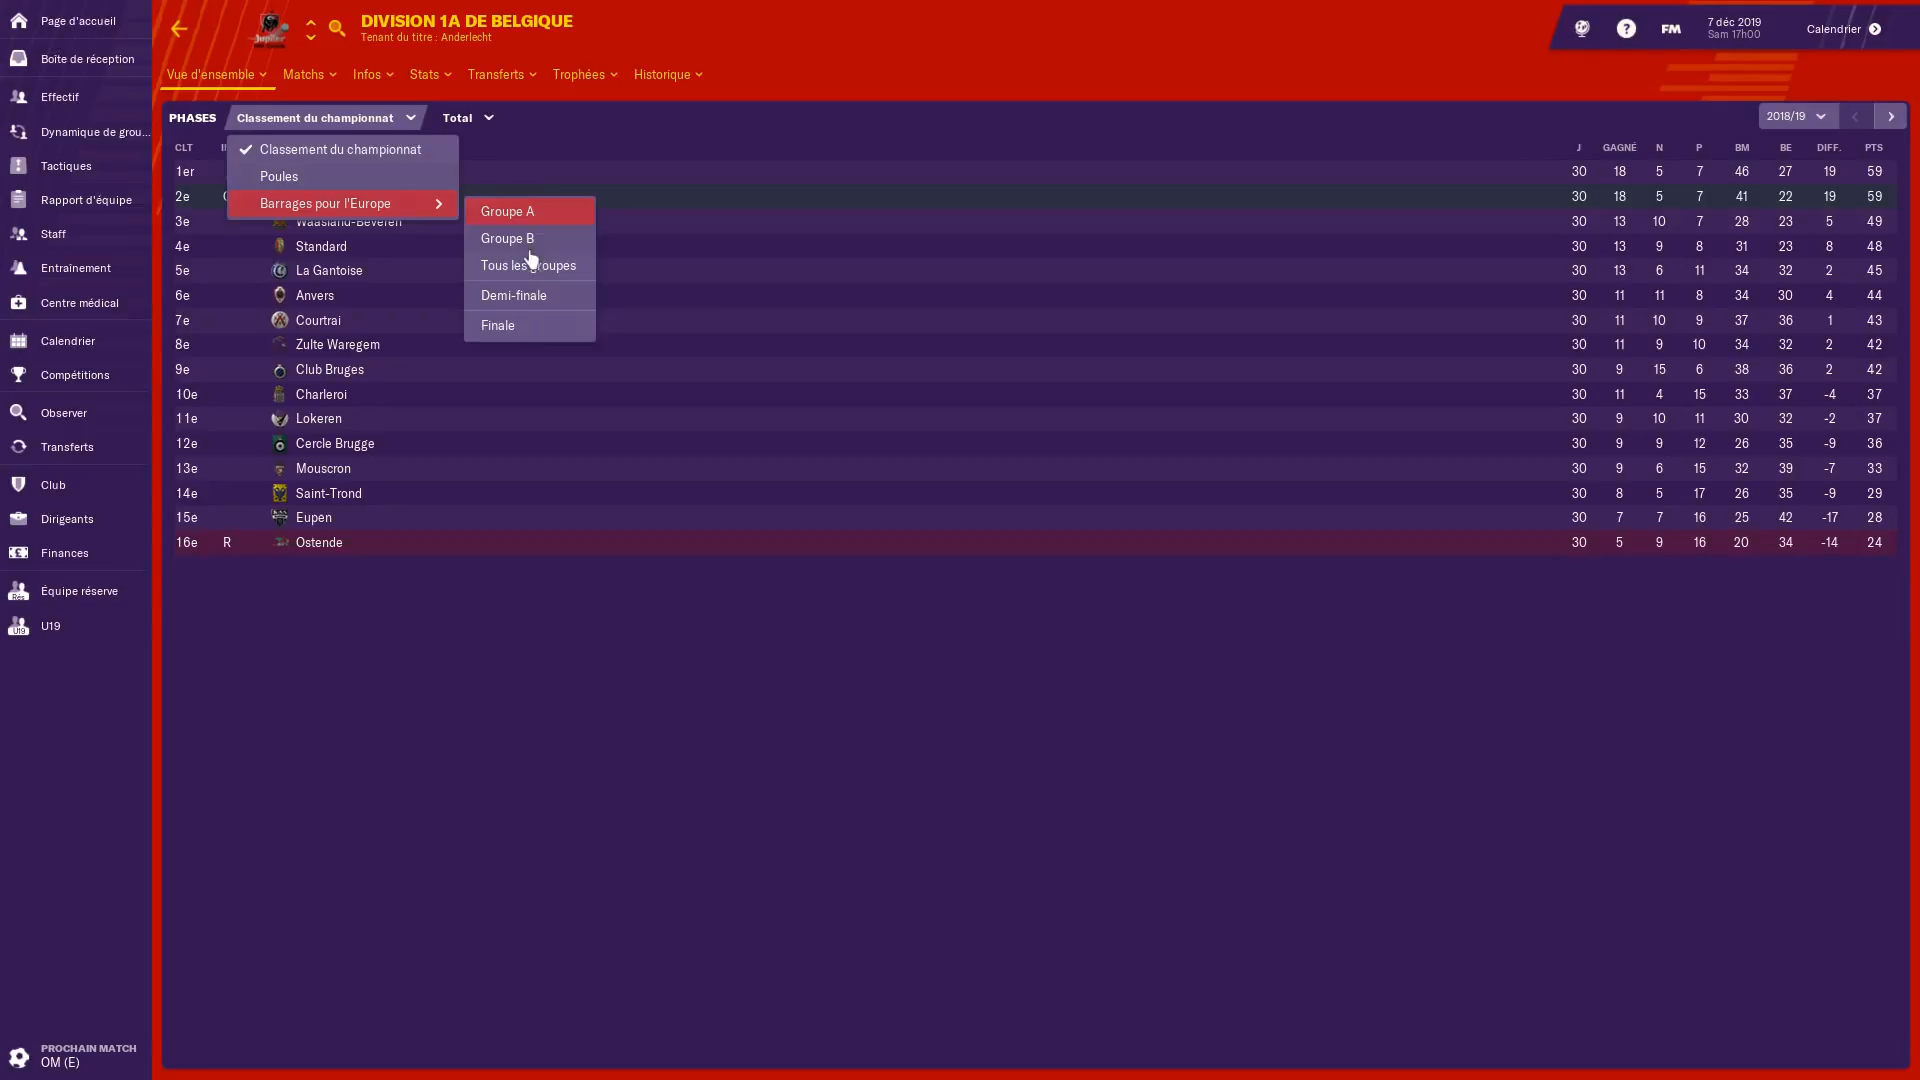 Page d'accueil
Boîte de réception
Effectif
Dynamique de grou...
Tactiques
Rapport d'équipe
Staff
Entraînement
Centre médical
Calendrier
Compétitions
Observer
Transferts
Club
Dirigeants
Finances
Équipe réserve
U19
PROCHAIN MATCH
OM (E)
DIVISION 1A DE BELGIQUE
Tenant du titre : Anderlecht
FM
7 déc 2019
Sam 17h00
Calendrier
Vue d'ensemble Matchs Infos Stats Transferts Trophées Historique
PHASES Classement du championnat Total 2018/19
Classement du championnat
Poules
Barrages pour l'Europe
Groupe A
Groupe B
Tous les groupes
Demi-finale
Finale
CLT J GAGNÉ N P BM BE DIFF. PTS
1er 30 18 5 7 46 27 19 59
2e 30 18 5 7 41 22 19 59
3e Waasland-Beveren 30 13 10 7 28 23 5 49
4e Standard 30 13 9 8 31 23 8 48
5e La Gantoise 30 13 6 11 34 32 2 45
6e Anvers 30 11 11 8 34 30 4 44
7e Courtrai 30 11 10 9 37 36 1 43
8e Zulte Waregem 30 11 9 10 34 32 2 42
9e Club Bruges 30 9 15 6 38 36 2 42
10e Charleroi 30 11 4 15 33 37 -4 37
11e Lokeren 30 9 10 11 30 32 -2 37
12e Cercle Brugge 30 9 9 12 26 35 -9 36
13e Mouscron 30 9 6 15 32 39 -7 33
14e Saint-Trond 30 8 5 17 26 35 -9 29
15e Eupen 30 7 7 16 25 42 -17 28
16e R Ostende 30 5 9 16 20 34 -14 24